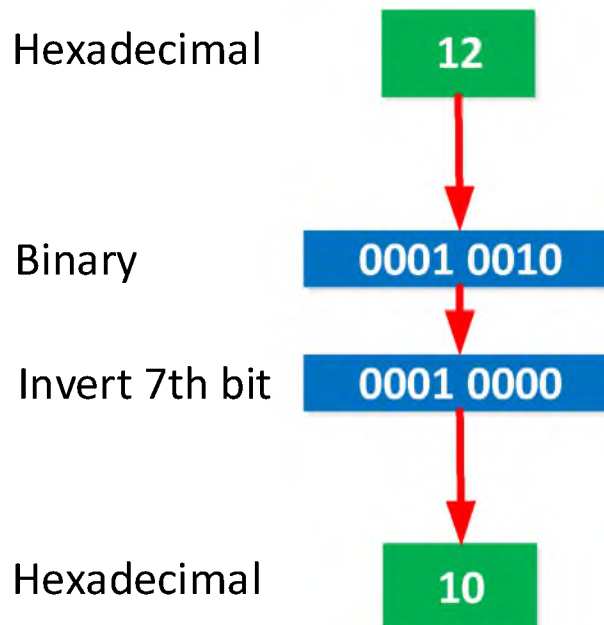 Hexadecimal 12
Binary 0001 0010
Invert 7th bit 0001 0000
Hexadecimal 10